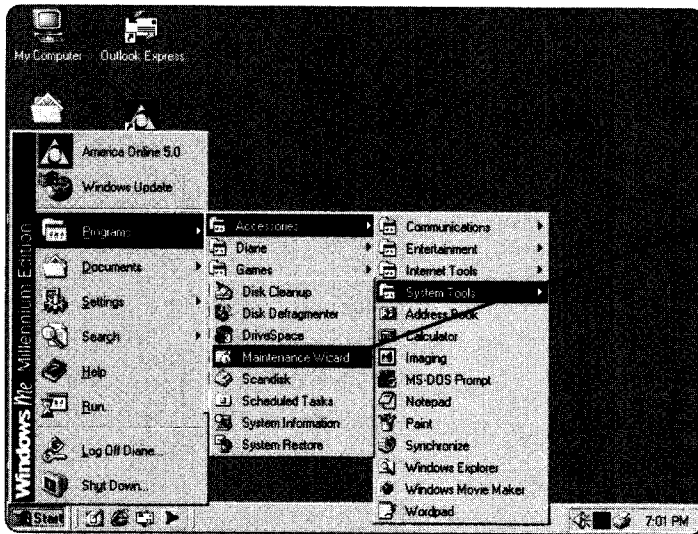 My Computer
Outlook Express
America Online 5.0
Windows Update
Programs
Documents
Settings
Search
Help
Run...
Log Off Diane...
Shut Down...
Windows Me Millennium Edition
Accessories
Diane
Games
Disk Cleanup
Disk Defragmenter
DriveSpace
Maintenance Wizard
Scandisk
Scheduled Tasks
System Information
System Restore
Communications
Entertainment
Internet Tools
System Tools
Address Book
Calculator
Imaging
MS-DOS Prompt
Notepad
Paint
Synchronize
Windows Explorer
Windows Movie Maker
Wordpad
Start
7:01 PM